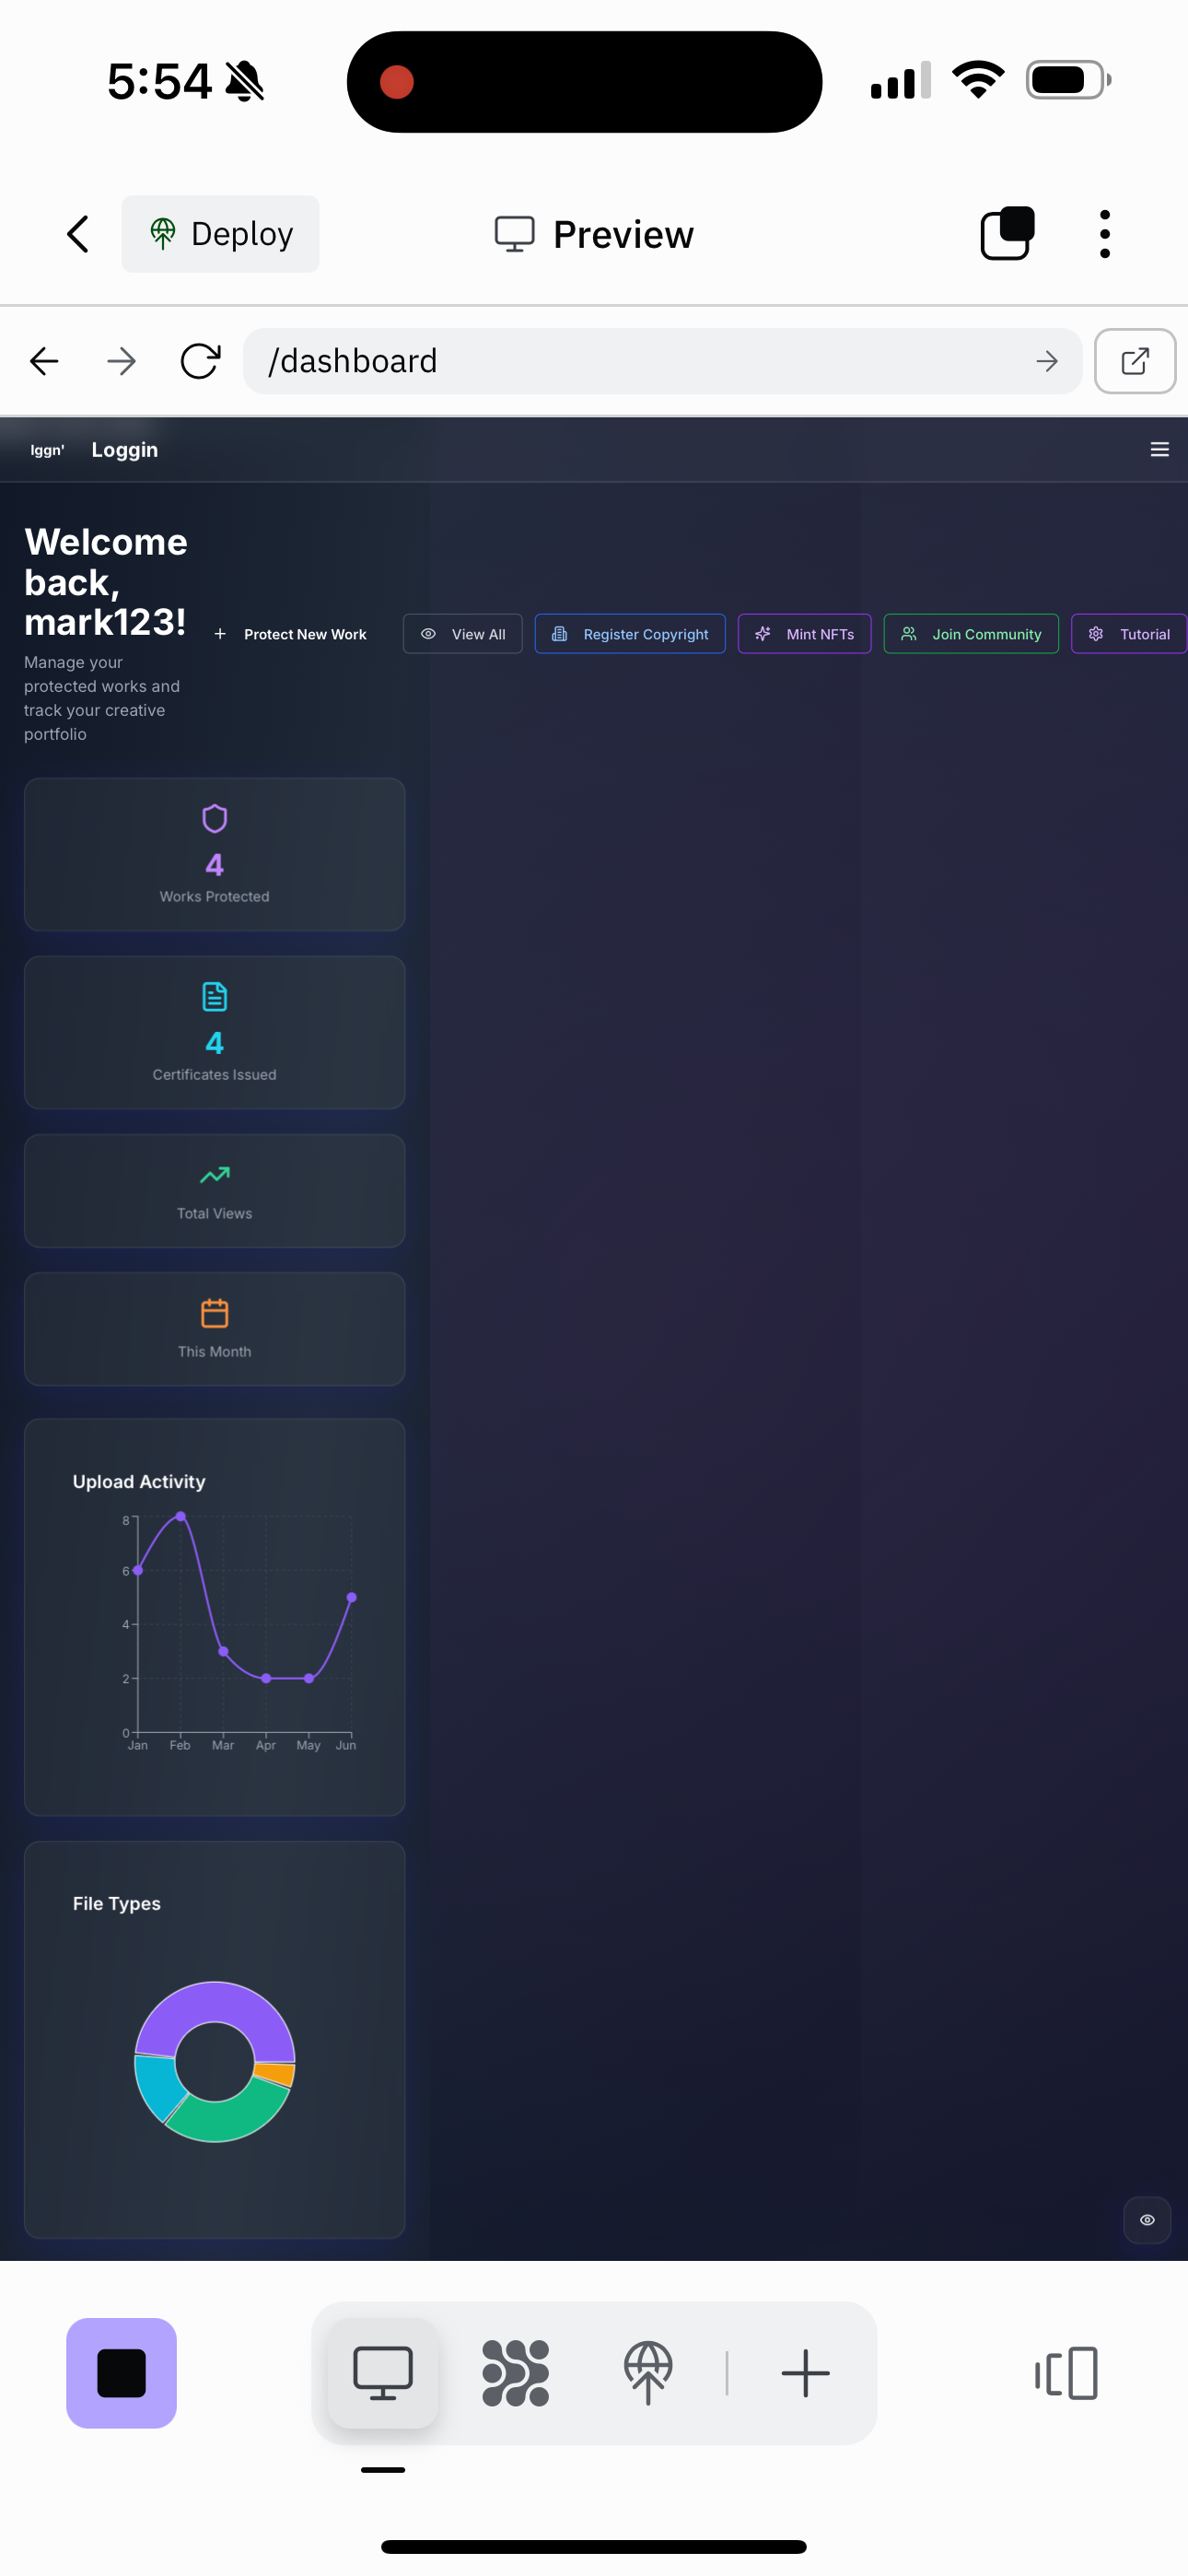 5:54
Deploy
Preview
/dashboard
lggn'
Loggin
Welcome
back,
mark123!
Manage your
protected works and
track your creative
portfolio
Protect New Work
View All
Register Copyright
Mint NFTs
Join Community
Tutorial
4
Works Protected
4
Certificates Issued
Total Views
This Month
Upload Activity
8
6
4
2
0
Jan Feb Mar Apr May Jun
File Types